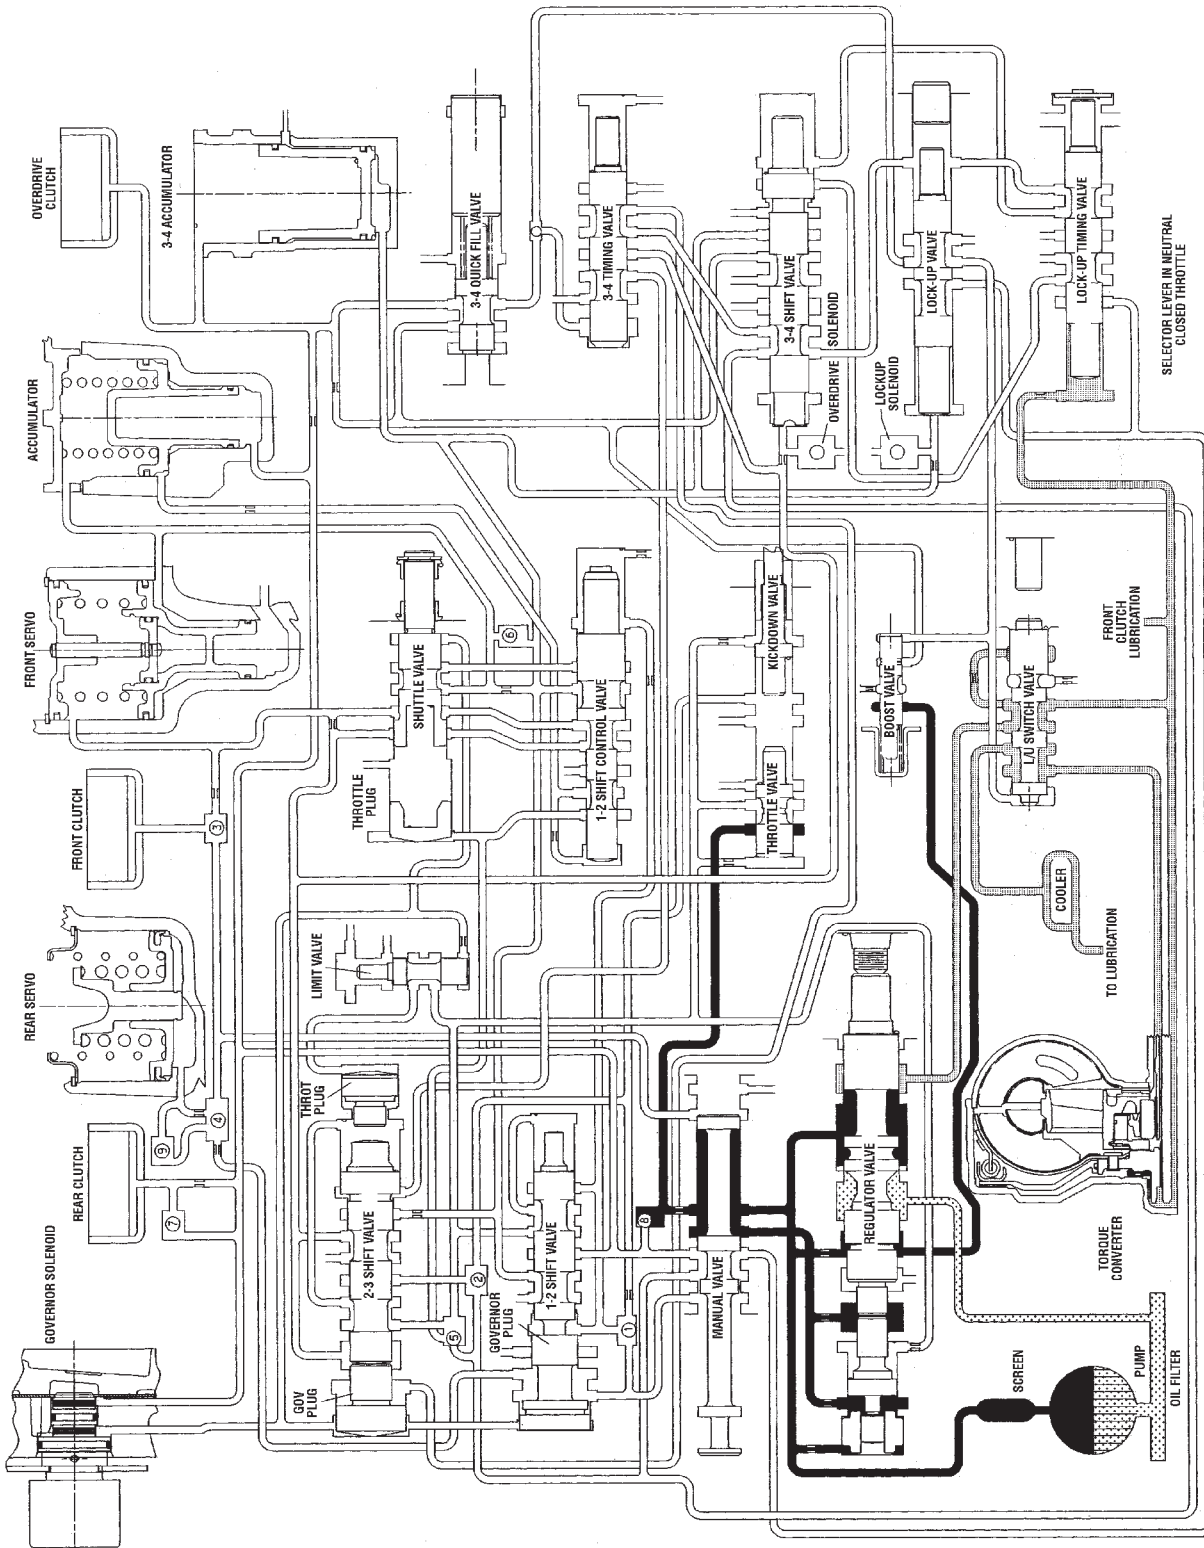 OVERDRIVE
CLUTCH
3-4 ACCUMULATOR
3-4 QUICK FILL VALVE
3-4 TIMING VALVE
3-4 SHIFT VALVE
SOLENOID
OVERDRIVE
LOCKUP
SOLENOID
LOCK-UP VALVE
LOCK-UP TIMING VALVE
SELECTOR LEVER IN NEUTRAL
CLOSED THROTTLE
ACCUMULATOR
FRONT SERVO
SHUTTLE VALVE
THROTTLE
PLUG
6
1-2 SHIFT CONTROL VALVE
KICKDOWN VALVE
THROTTLE VALVE
BOOST VALVE
L/U SWITCH VALVE
FRONT
CLUTCH
LUBRICATION
FRONT CLUTCH
3
COOLER
TO LUBRICATION
REAR SERVO
LIMIT VALVE
THROT
PLUG
9
4
REAR CLUTCH
7
GOVERNOR SOLENOID
2-3 SHIFT VALVE
GOV
PLUG
5
2
1-2 SHIFT VALVE
GOVERNOR
PLUG
1
8
MANUAL VALVE
REGULATOR VALVE
TORQUE
CONVERTER
SCREEN
PUMP
OIL FILTER